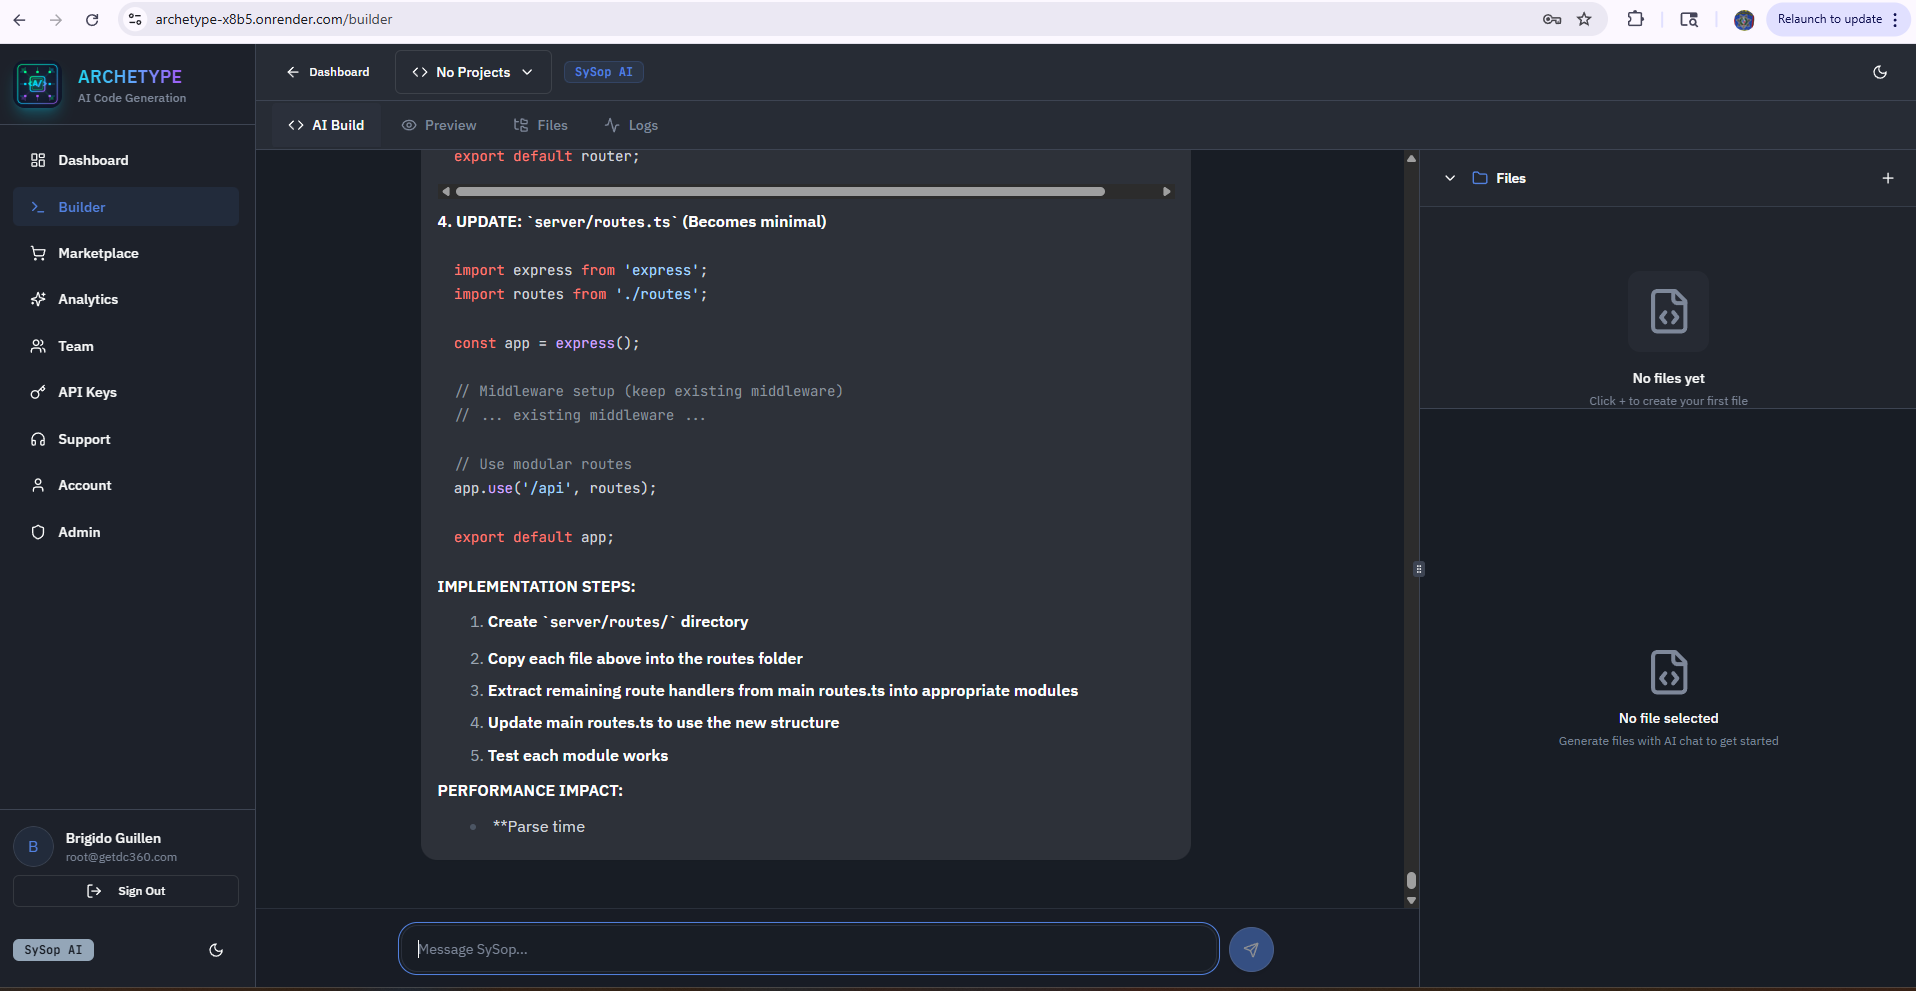 archetype-x8b5.onrender.com/builder
Relaunch to update
ARCHETYPE
AI Code Generation
Dashboard
Builder
Marketplace
Analytics
Team
API Keys
Support
Account
Admin
B
Brigido Guillen
root@getdc360.com
Sign Out
SySop AI
Dashboard
No Projects
SySop AI
AI Build
Preview
Files
Logs
export default router;
4. UPDATE: `server/routes.ts` (Becomes minimal)
import express from 'express';
import routes from './routes';
const app = express();
// Middleware setup (keep existing middleware)
// ... existing middleware ...
// Use modular routes
app.use('/api', routes);
export default app;
IMPLEMENTATION STEPS:
1. Create `server/routes/` directory
2. Copy each file above into the routes folder
3. Extract remaining route handlers from main routes.ts into appropriate modules
4. Update main routes.ts to use the new structure
5. Test each module works
PERFORMANCE IMPACT:
• **Parse time
Message SySop...
Files
No files yet
Click + to create your first file
No file selected
Generate files with AI chat to get started